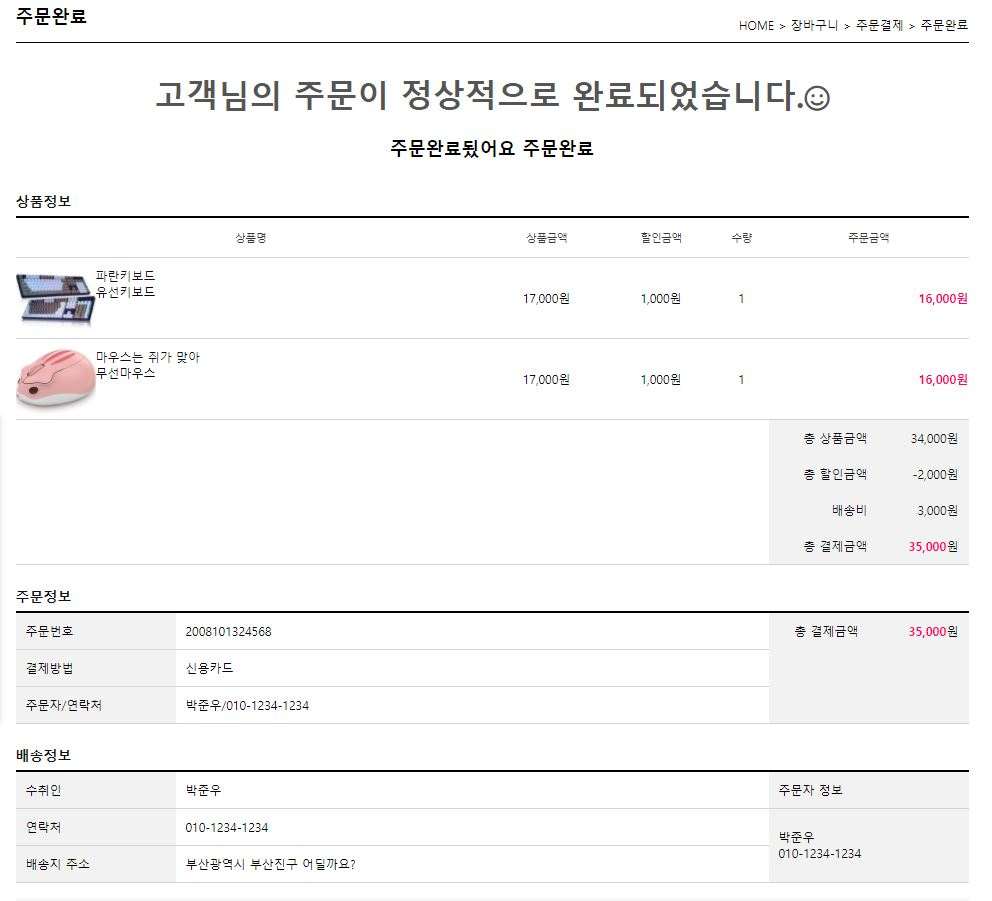 주문완료
HOME > 장바구니 > 주문결제 > 주문완료
고객님의 주문이 정상적으로 완료되었습니다.
주문완료됬어요 주문완료
상품정보
상품명 상품금액 할인금액 수량 주문금액
파란키보드
유선키보드
17,000원 1,000원 1 16,000원
마우스는 쥐가 맞아
무선마우스
17,000원 1,000원 1 16,000원
총 상품금액 34,000원
총 할인금액 -2,000원
배송비 3,000원
총 결제금액 35,000원
주문정보
주문번호 2008101324568 총 결제금액 35,000원
결제방법 신용카드
주문자/연락처 박준우/010-1234-1234
배송정보
수취인 박준우 주문자 정보
연락처 010-1234-1234
박준우
010-1234-1234
배송지 주소 부산광역시 부산진구 어딜까요?